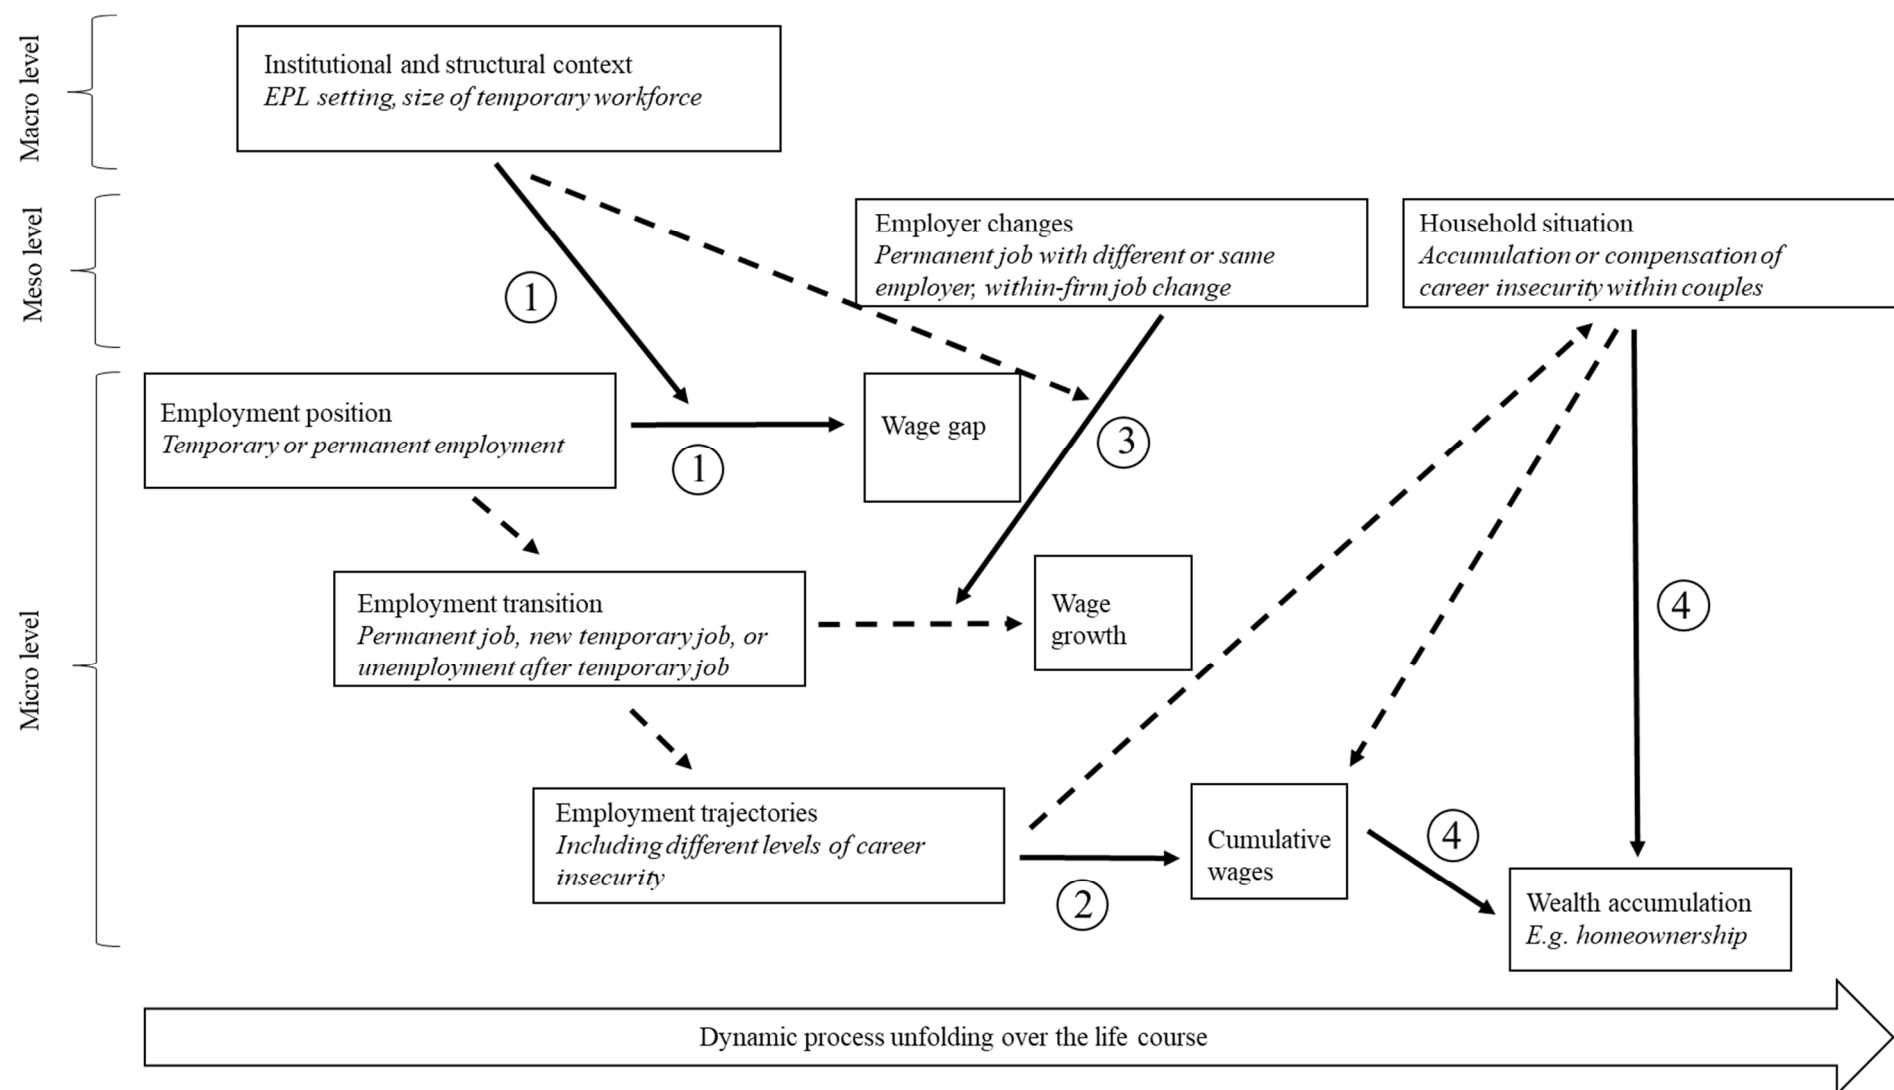 Macro level
Institutional and structural context
EPL setting, size of temporary workforce
Meso level
Employer changes
Permanent job with different or same
employer, within-firm job change
Household situation
Accumulation or compensation of
career insecurity within couples
1
Micro level
Employment position
Temporary or permanent employment
1
Wage gap
3
Employment transition
Permanent job, new temporary job, or
unemployment after temporary job
Wage
growth
4
Employment trajectories
Including different levels of career
insecurity
2
Cumulative
wages
4
Wealth accumulation
E.g. homeownership
Dynamic process unfolding over the life course